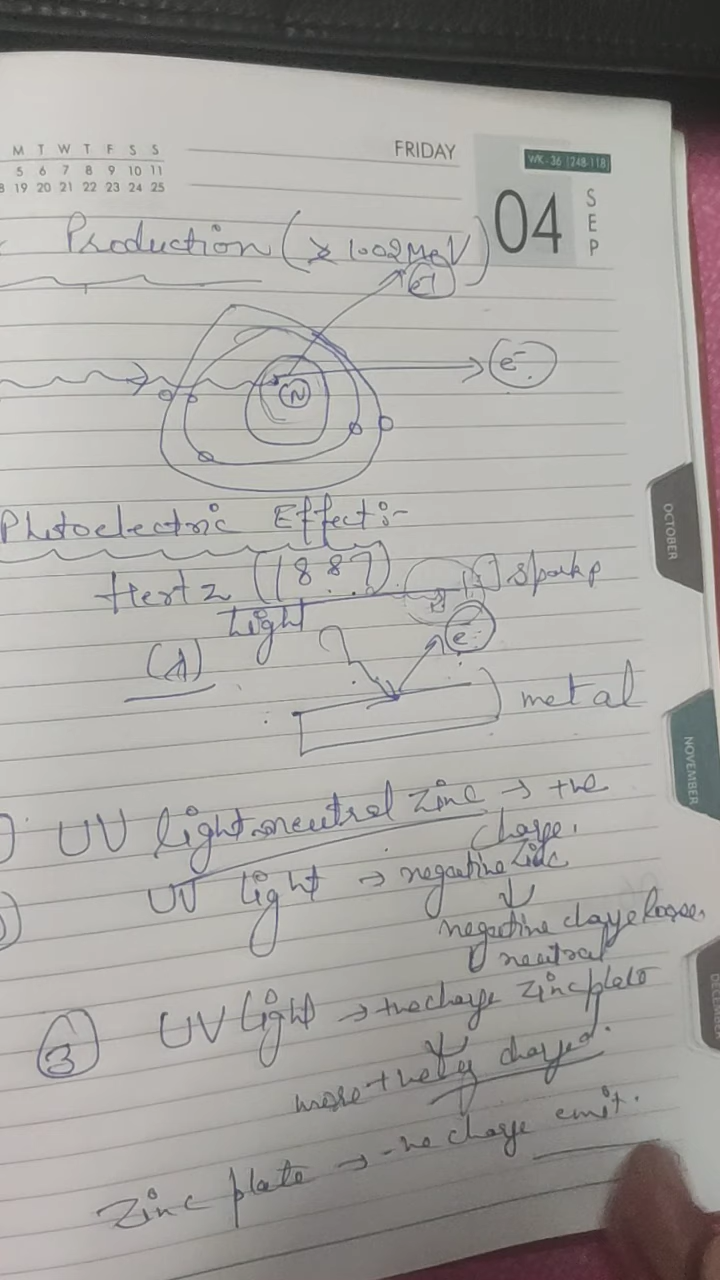 M T W T F S S
5 6 7 8 9 10 11
18 19 20 21 22 23 24 25
FRIDAY
WK-36 |248-118|
04
SEP
Production (≥ 1.002 MeV)
e+
e-
N
Photoelectric Effect:-
Hertz (1887)
Light
(A)
e-
metal
UV light neutral zinc → +ve
charge.
UV light → negative zinc
↓
negative charge
neutral
3 UV light → +ve charge zinc plate
↓
more +vely charged.
Zinc plate → -ve charge emit.
OCTOBER
NOVEMBER